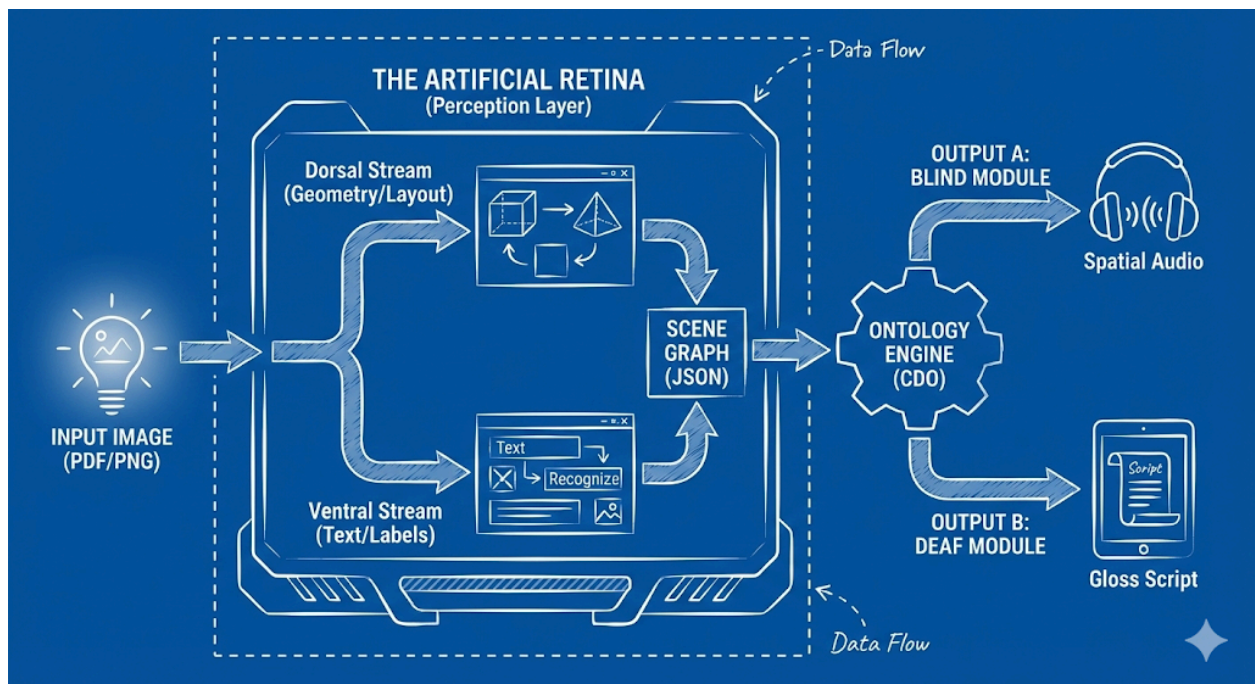 Data Flow
THE ARTIFICIAL RETINA
(Perception Layer)
Dorsal Stream
(Geometry/Layout)
OUTPUT A:
BLIND MODULE
Spatial Audio
INPUT IMAGE
(PDF/PNG)
SCENE
GRAPH
(JSON)
ONTOLOGY
ENGINE
(CDO)
Text
Recognize
Ventral Stream
(Text/Labels)
Script
OUTPUT B:
DEAF MODULE
Gloss Script
Data Flow